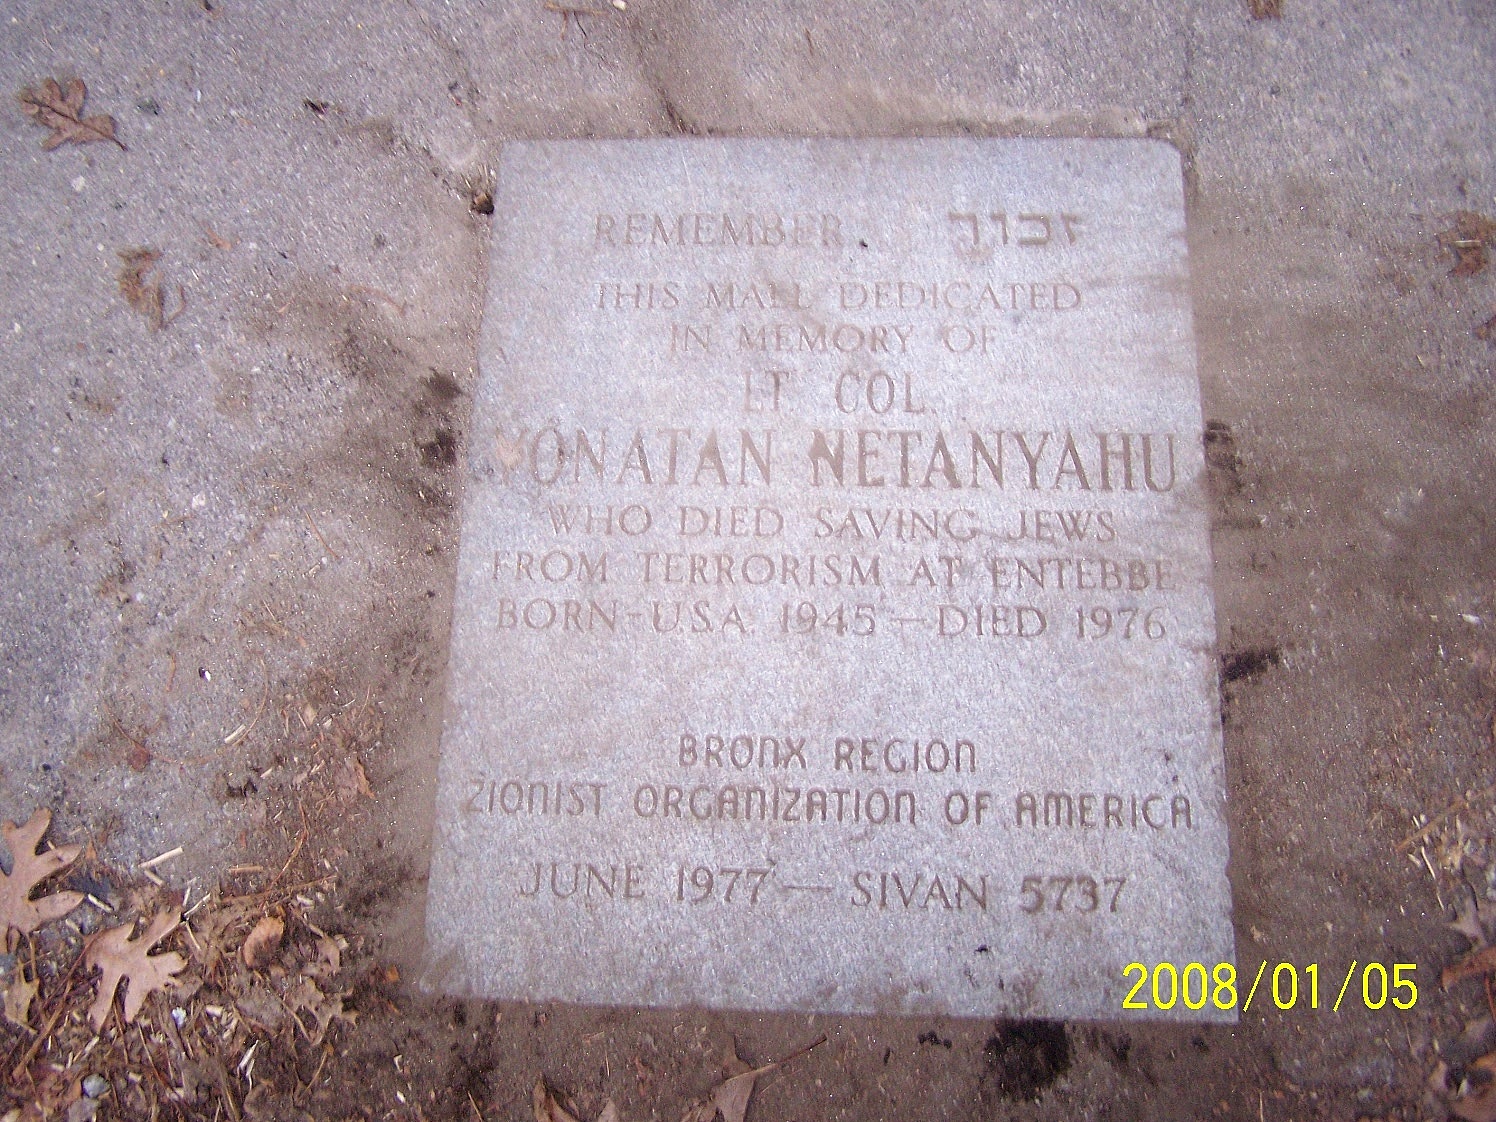 REMEMBER זכור
THIS MALL DEDICATED
IN MEMORY OF
LT. COL.
YONATAN NETANYAHU
WHO DIED SAVING JEWS
FROM TERRORISM AT ENTEBBE
BORN-U.S.A. 1945 — DIED 1976
BRONX REGION
ZIONIST ORGANIZATION OF AMERICA
JUNE 1977 — SIVAN 5737
2008/01/05